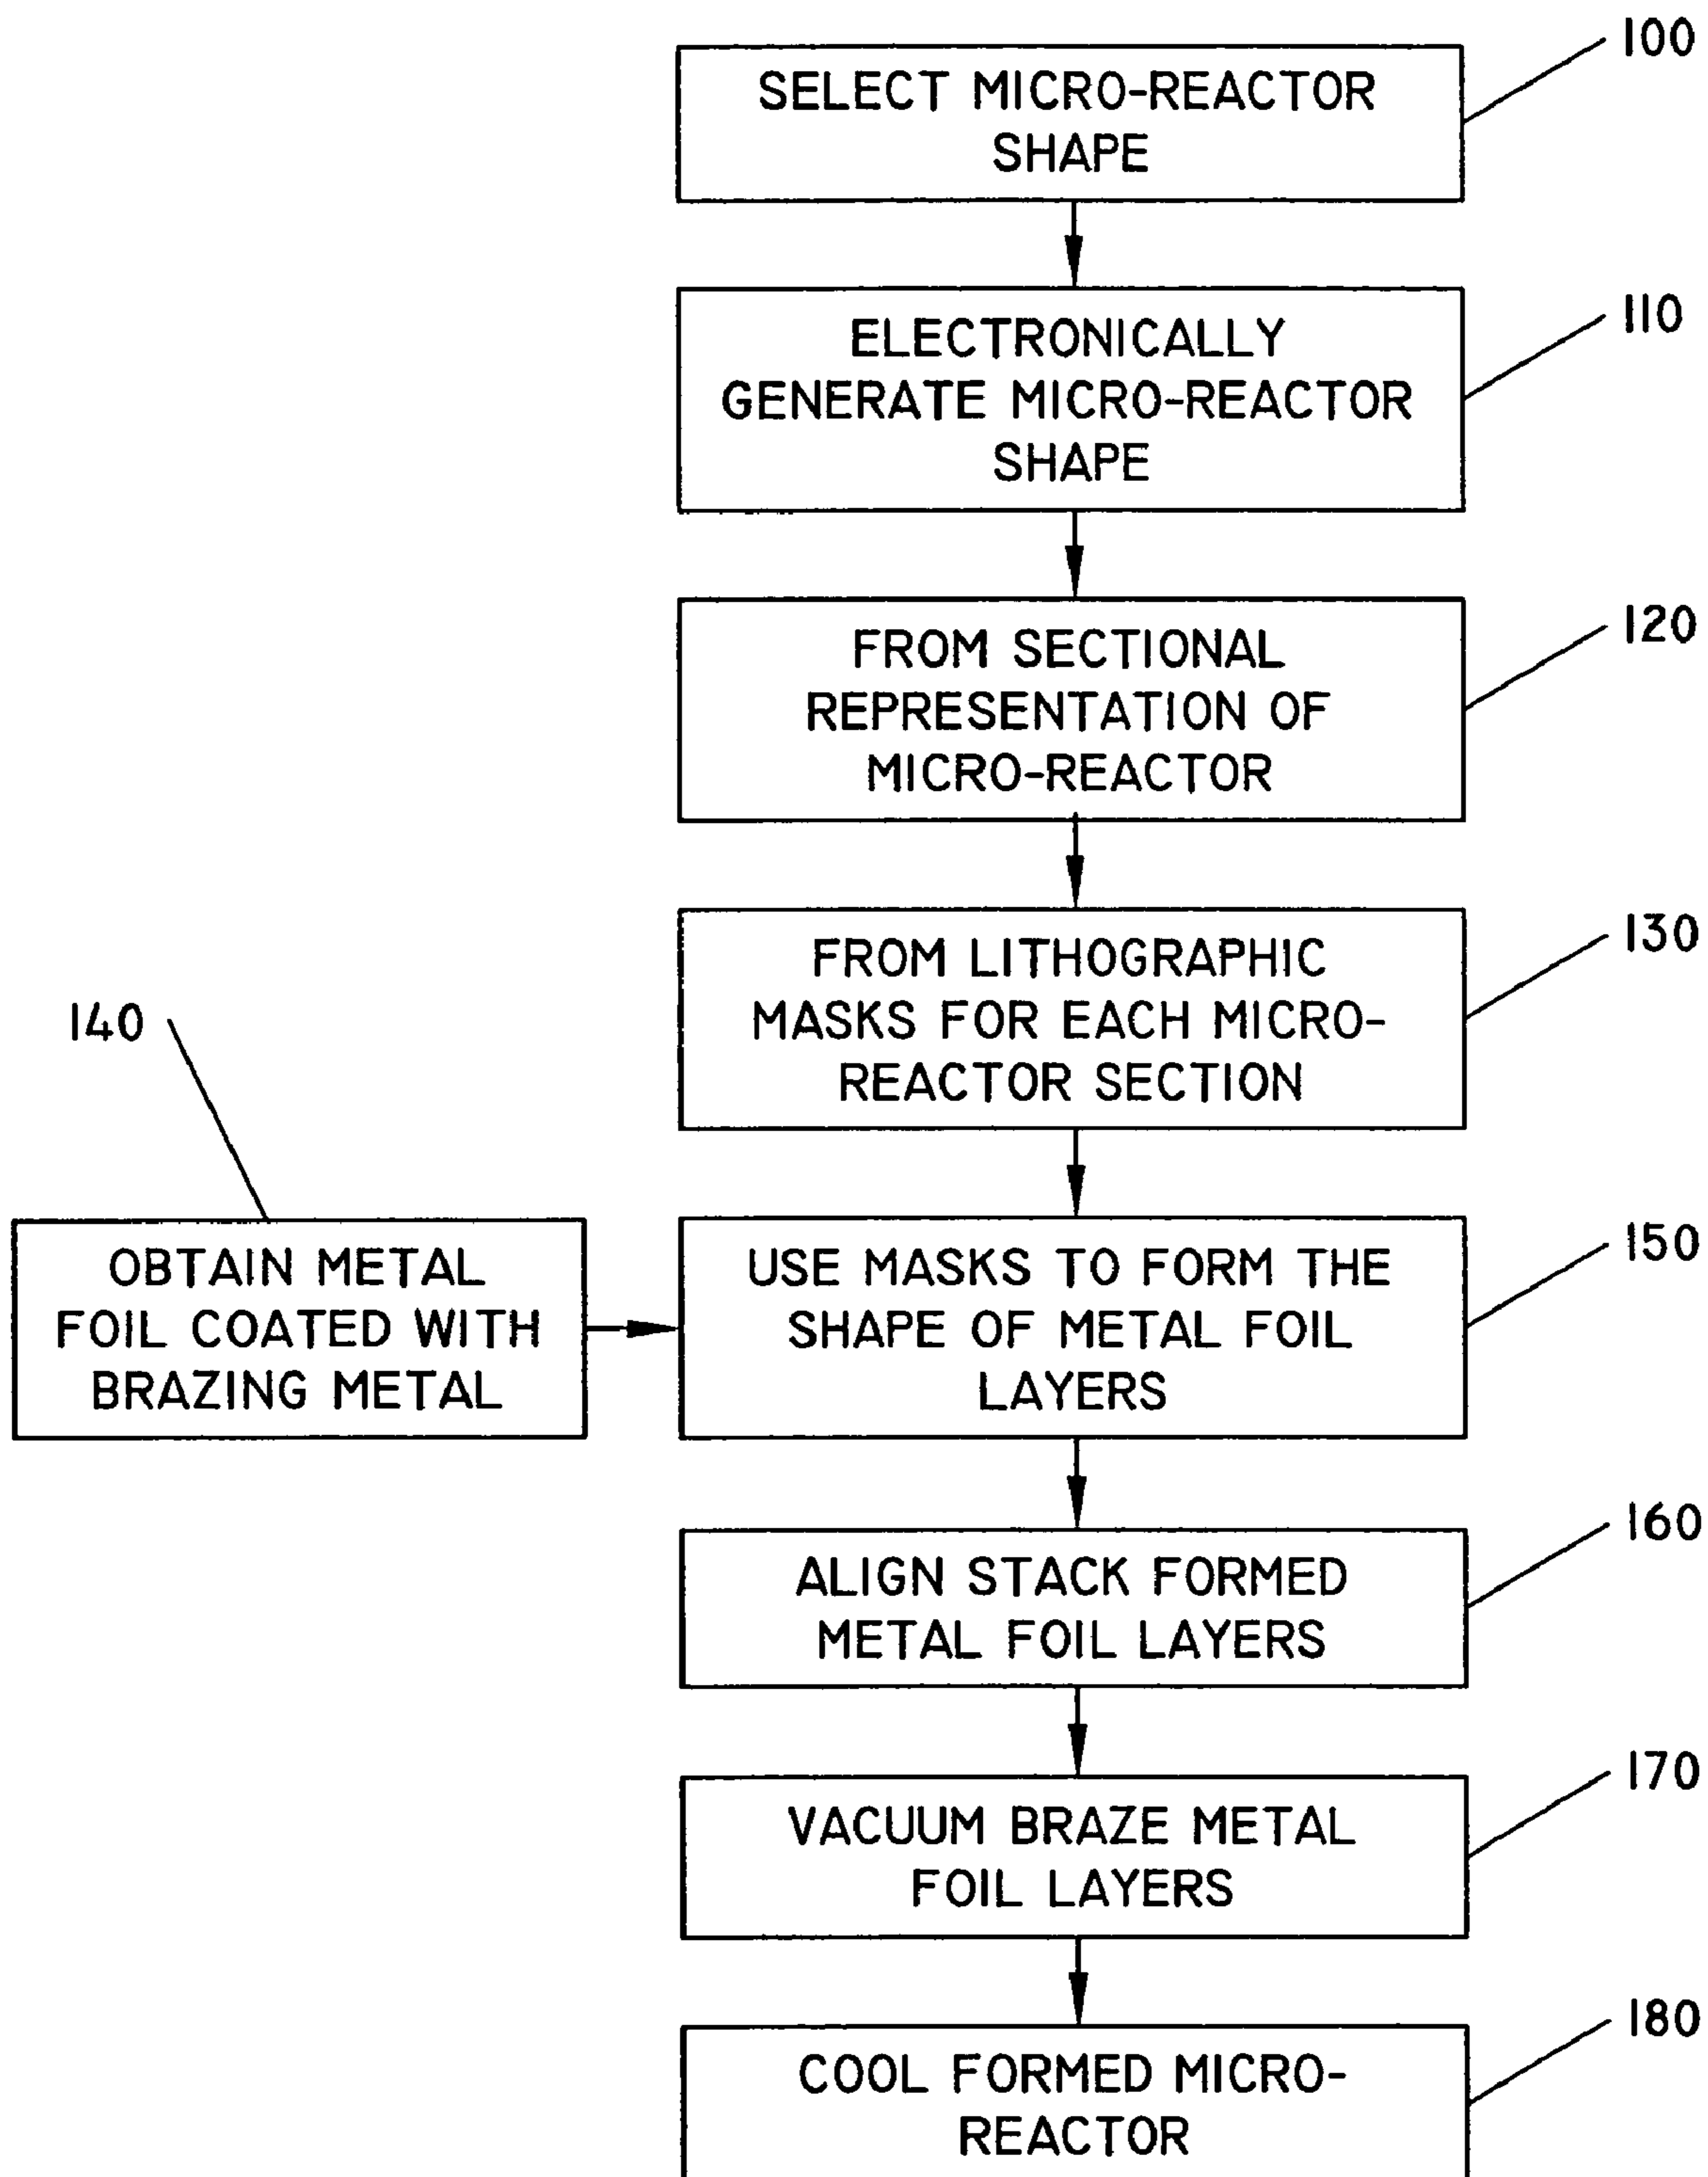 100
SELECT MICRO-REACTOR
SHAPE
110
ELECTRONICALLY
GENERATE MICRO-REACTOR
SHAPE
120
FROM SECTIONAL
REPRESENTATION OF
MICRO-REACTOR
130
FROM LITHOGRAPHIC
MASKS FOR EACH MICRO-
REACTOR SECTION
140
OBTAIN METAL
FOIL COATED WITH
BRAZING METAL
150
USE MASKS TO FORM THE
SHAPE OF METAL FOIL
LAYERS
160
ALIGN STACK FORMED
METAL FOIL LAYERS
170
VACUUM BRAZE METAL
FOIL LAYERS
180
COOL FORMED MICRO-
REACTOR